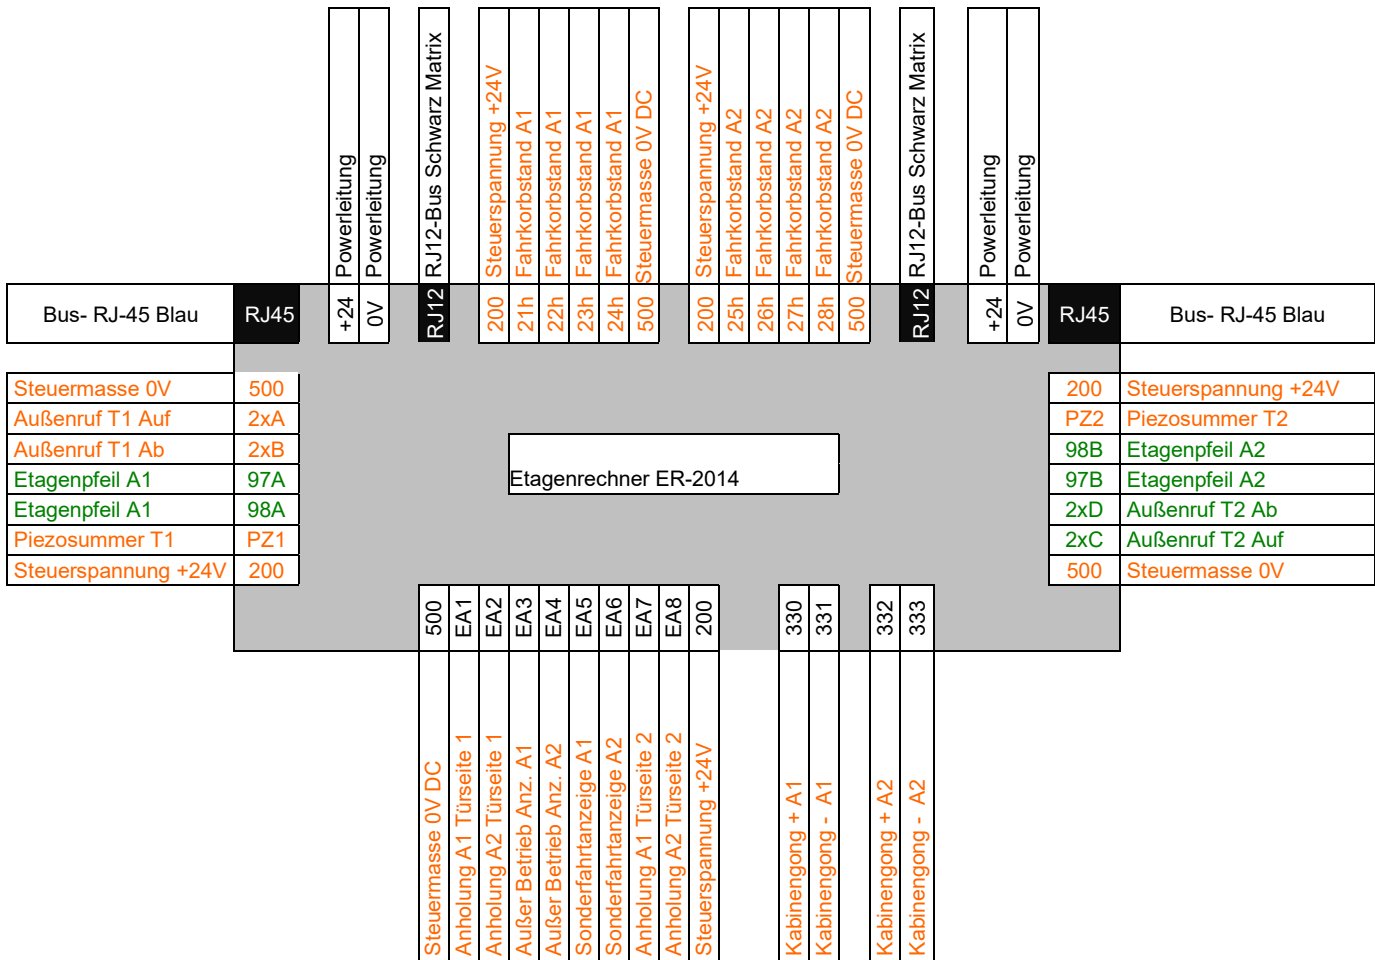 +24 Powerleitung
0V Powerleitung
RJ12 RJ12-Bus Schwarz Matrix
200 Steuerspannung +24V
21h Fahrkorbstand A1
22h Fahrkorbstand A1
23h Fahrkorbstand A1
24h Fahrkorbstand A1
500 Steuermasse 0V DC
200 Steuerspannung +24V
25h Fahrkorbstand A2
26h Fahrkorbstand A2
27h Fahrkorbstand A2
28h Fahrkorbstand A2
500 Steuermasse 0V DC
RJ12 RJ12-Bus Schwarz Matrix
+24 Powerleitung
0V Powerleitung
Bus- RJ-45 Blau RJ45
RJ45 Bus- RJ-45 Blau
Steuermasse 0V 500
Außenruf T1 Auf 2xA
Außenruf T1 Ab 2xB
Etagenpfeil A1 97A
Etagenpfeil A1 98A
Piezosummer T1 PZ1
Steuerspannung +24V 200
Etagenrechner ER-2014
200 Steuerspannung +24V
PZ2 Piezosummer T2
98B Etagenpfeil A2
97B Etagenpfeil A2
2xD Außenruf T2 Ab
2xC Außenruf T2 Auf
500 Steuermasse 0V
Steuermasse 0V DC 500
Anholung A1 Türseite 1 EA1
Anholung A2 Türseite 1 EA2
Außer Betrieb Anz. A1 EA3
Außer Betrieb Anz. A2 EA4
Sonderfahrtanzeige A1 EA5
Sonderfahrtanzeige A2 EA6
Anholung A1 Türseite 2 EA7
Anholung A2 Türseite 2 EA8
Steuerspannung +24V 200
Kabinengong + A1 330
Kabinengong - A1 331
Kabinengong + A2 332
Kabinengong - A2 333